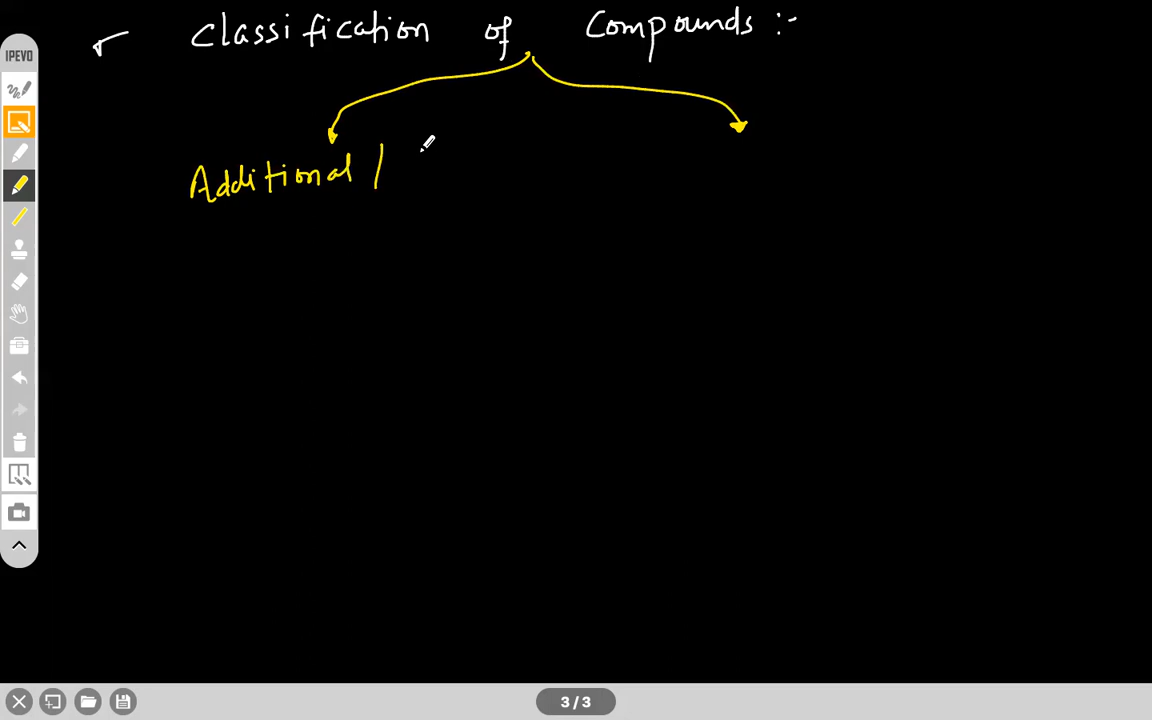 Classification of Compounds :-
IPEVO
Additional /
3 / 3